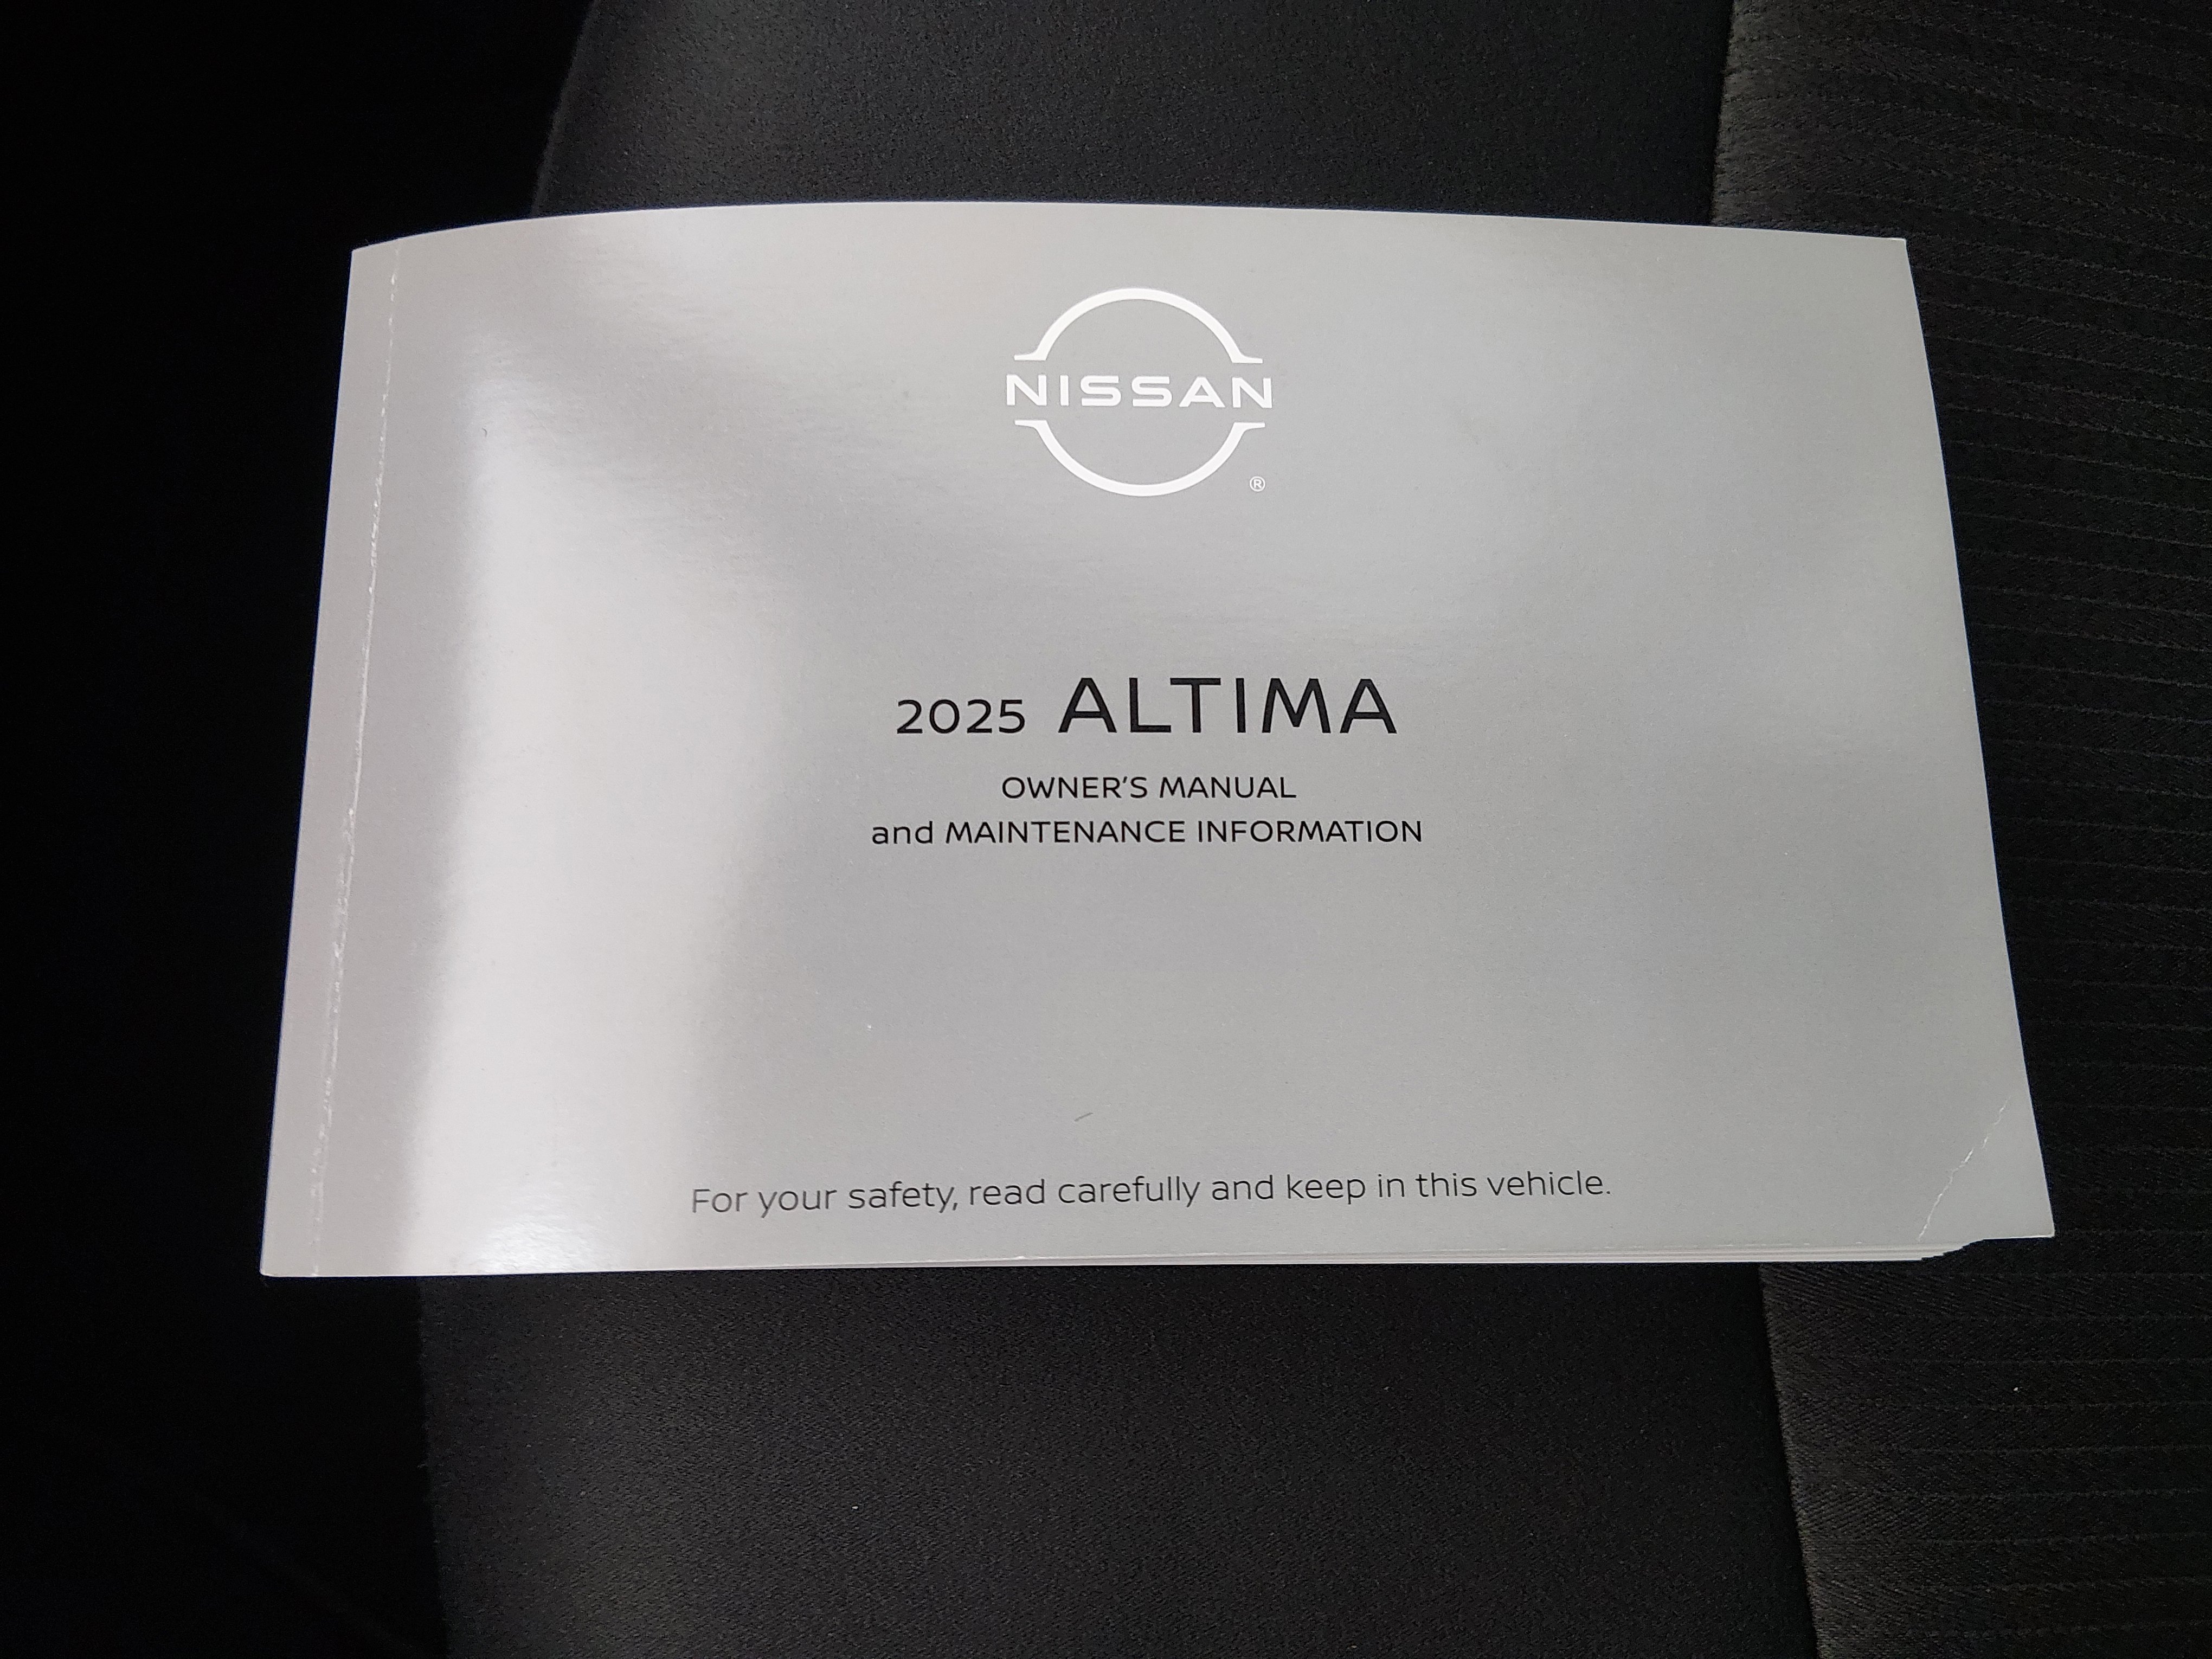 NISSAN
®
2025 ALTIMA
OWNER'S MANUAL
and MAINTENANCE INFORMATION
For your safety, read carefully and keep in this vehicle.